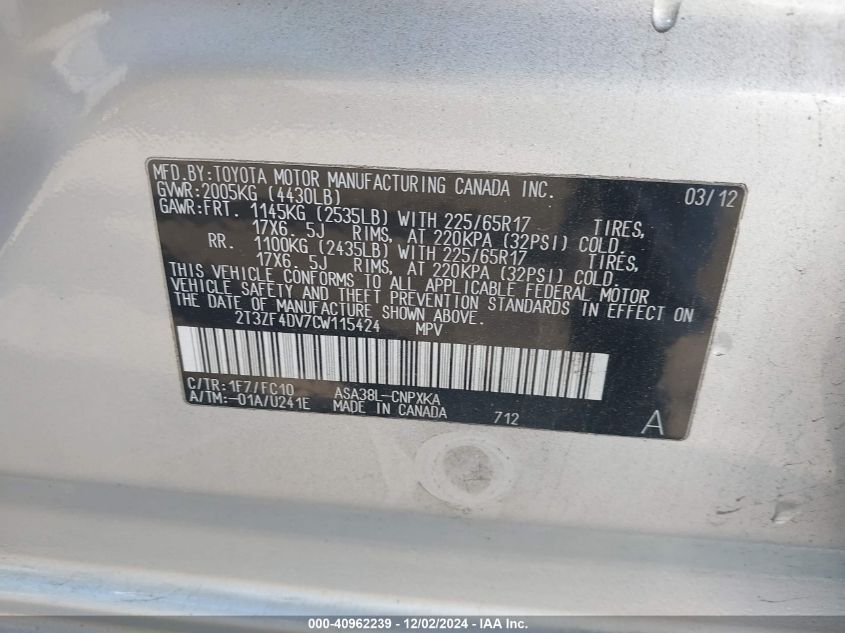 MFD.BY:TOYOTA MOTOR MANUFACTURING CANADA INC. 03/12
GVWR:2005KG (4430LB)
GAWR:FRT. 1145KG (2535LB) WITH 225/65R17 TIRES,
17X6. 5J RIMS, AT 220KPA (32PSI) COLD.
RR. 1100KG (2435LB) WITH 225/65R17 TIRES,
17X6. 5J RIMS, AT 220KPA (32PSI) COLD.
THIS VEHICLE CONFORMS TO ALL APPLICABLE FEDERAL MOTOR
VEHICLE SAFETY AND THEFT PREVENTION STANDARDS IN EFFECT ON
THE DATE OF MANUFACTURE SHOWN ABOVE.
2T3ZF4DV7CW115424 MPV
C/TR:1F7/FC10 ASA38L-CNPXKA
A/TM:-01A/U241E MADE IN CANADA 712 A
000-40962239 - 12/02/2024 - IAA Inc.